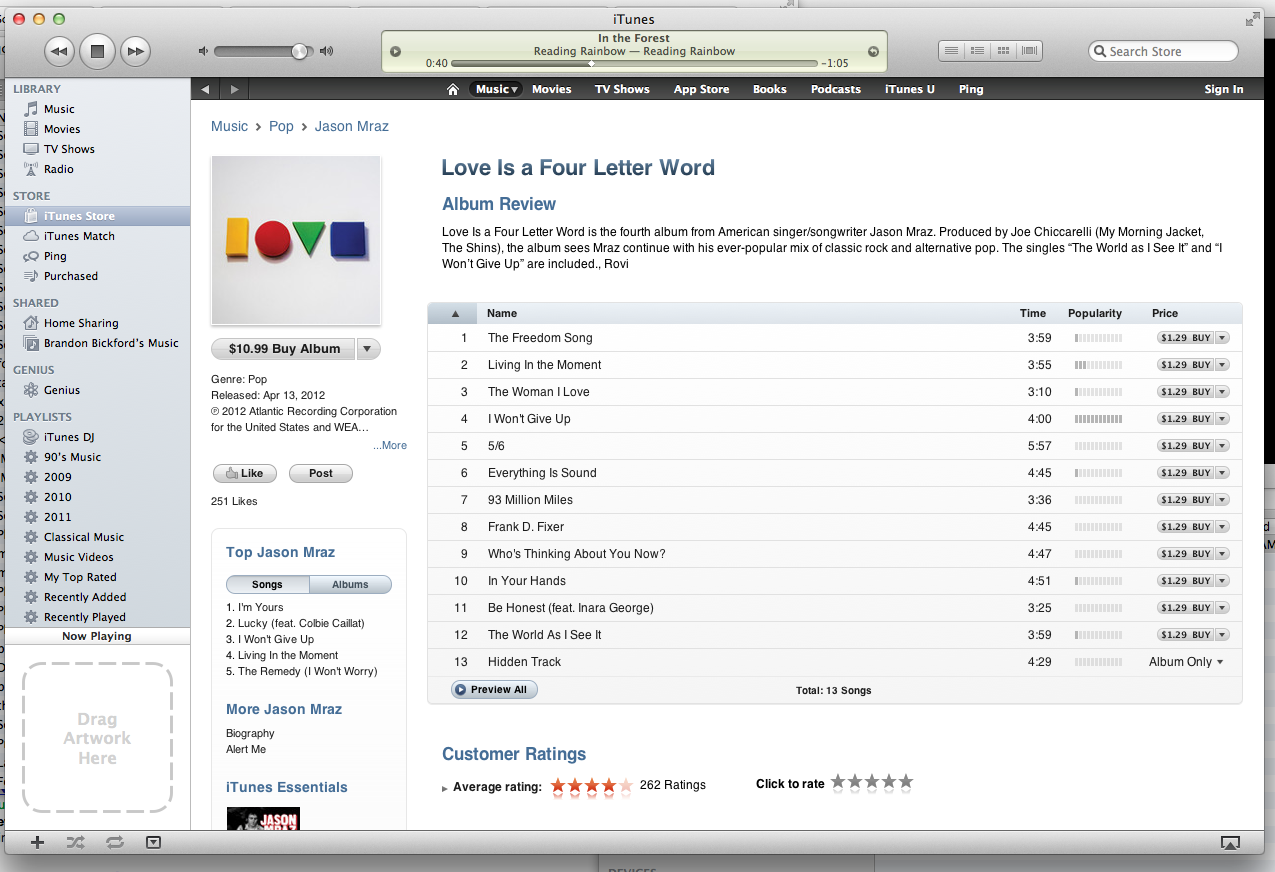 iTunes
In the Forest
Reading Rainbow — Reading Rainbow
0:40 -1:05
Search Store
LIBRARY
Music
Movies
TV Shows
Radio
STORE
iTunes Store
iTunes Match
Ping
Purchased
SHARED
Home Sharing
Brandon Bickford's Music
GENIUS
Genius
PLAYLISTS
iTunes DJ
90's Music
2009
2010
2011
Classical Music
Music Videos
My Top Rated
Recently Added
Recently Played
Now Playing
Drag
Artwork
Here
Music Movies TV Shows App Store Books Podcasts iTunes U Ping Sign In
Music > Pop > Jason Mraz
LOVE
$10.99 Buy Album
Genre: Pop
Released: Apr 13, 2012
℗ 2012 Atlantic Recording Corporation
for the United States and WEA…
...More
Like Post
251 Likes
Top Jason Mraz
Songs Albums
1. I'm Yours
2. Lucky (feat. Colbie Caillat)
3. I Won't Give Up
4. Living In the Moment
5. The Remedy (I Won't Worry)
More Jason Mraz
Biography
Alert Me
iTunes Essentials
JASON
MRAZ
Love Is a Four Letter Word
Album Review
Love Is a Four Letter Word is the fourth album from American singer/songwriter Jason Mraz. Produced by Joe Chiccarelli (My Morning Jacket,
The Shins), the album sees Mraz continue with his ever-popular mix of classic rock and alternative pop. The singles “The World as I See It” and “I
Won’t Give Up” are included., Rovi
Name Time Popularity Price
1 The Freedom Song 3:59 $1.29 BUY
2 Living In the Moment 3:55 $1.29 BUY
3 The Woman I Love 3:10 $1.29 BUY
4 I Won't Give Up 4:00 $1.29 BUY
5 5/6 5:57 $1.29 BUY
6 Everything Is Sound 4:45 $1.29 BUY
7 93 Million Miles 3:36 $1.29 BUY
8 Frank D. Fixer 4:45 $1.29 BUY
9 Who's Thinking About You Now? 4:47 $1.29 BUY
10 In Your Hands 4:51 $1.29 BUY
11 Be Honest (feat. Inara George) 3:25 $1.29 BUY
12 The World As I See It 3:59 $1.29 BUY
13 Hidden Track 4:29 Album Only
Preview All Total: 13 Songs
Customer Ratings
Average rating: 262 Ratings Click to rate
DEVICES